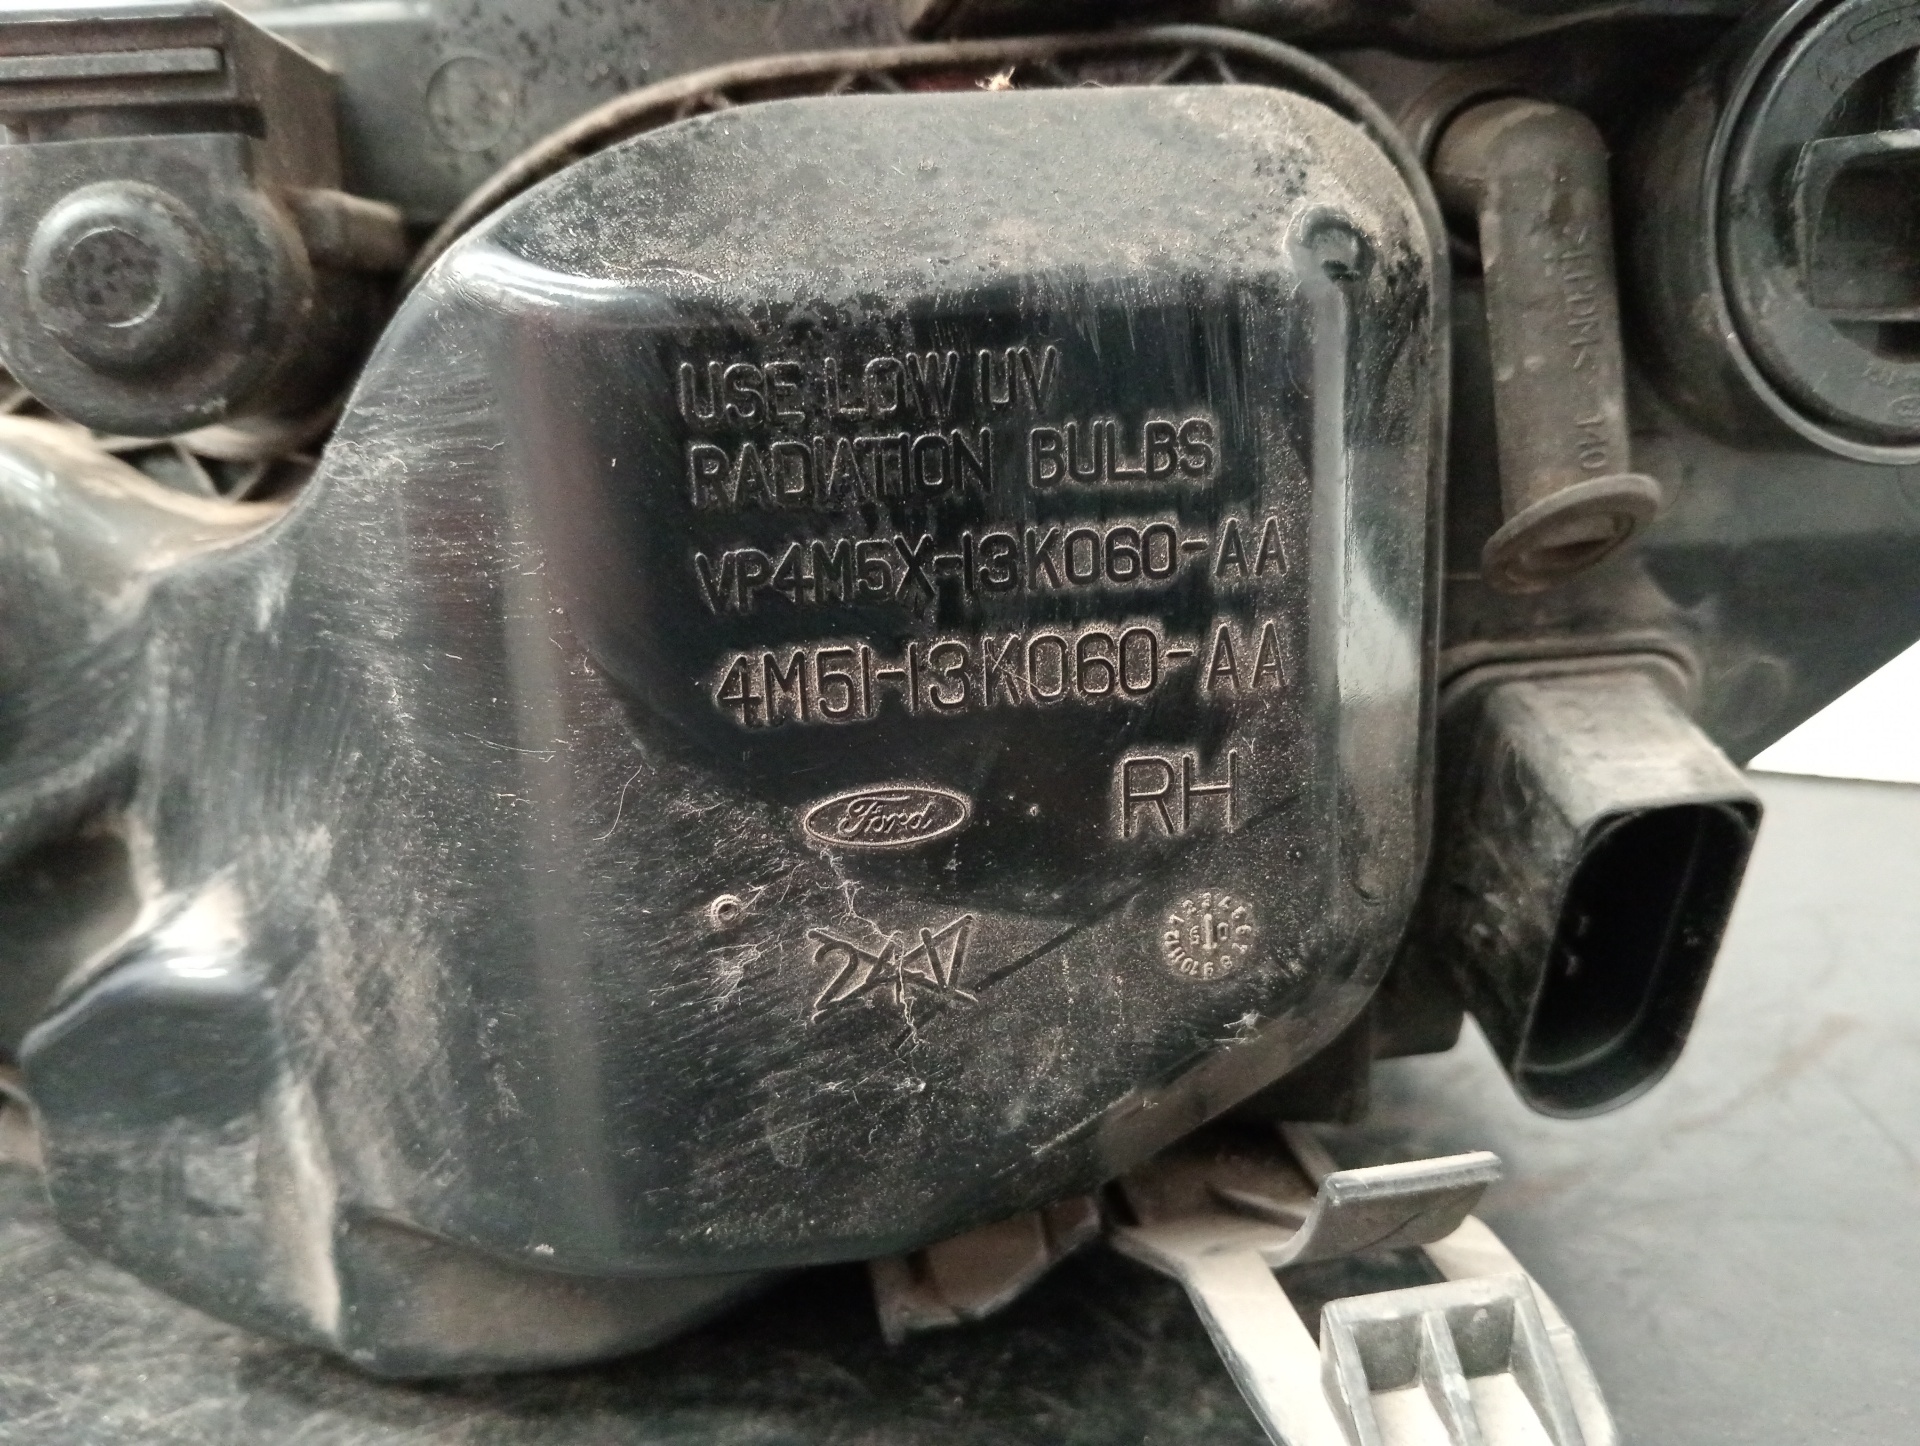 USE LOW UV
RADIATION BULBS
VP4M5X-13K060-AA
4M51-13K060-AA
RH
Ford